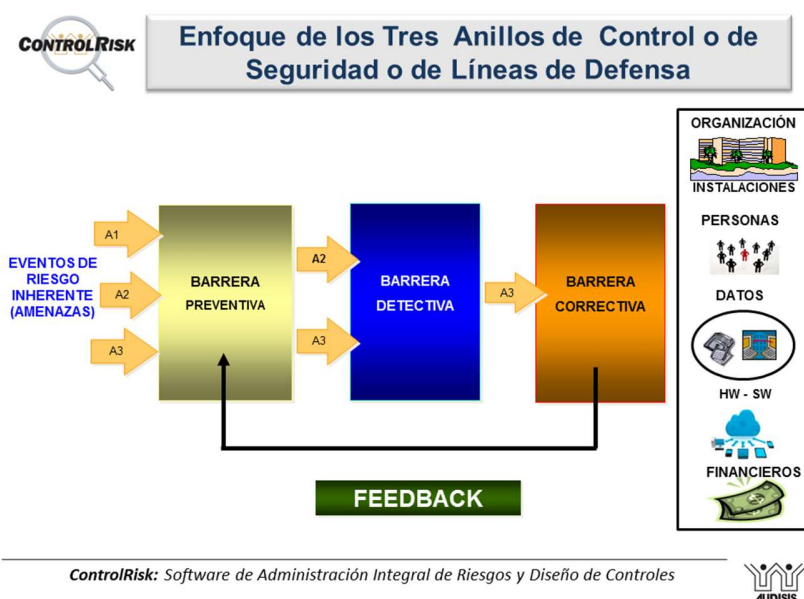 CONTROLRISK
Enfoque de los Tres Anillos de Control o de
Seguridad o de Líneas de Defensa
EVENTOS DE
RIESGO
INHERENTE
(AMENAZAS)
A1
A2
A3
BARRERA
PREVENTIVA
A2
A3
BARRERA
DETECTIVA
A3
BARRERA
CORRECTIVA
FEEDBACK
ORGANIZACIÓN
INSTALACIONES
PERSONAS
DATOS
HW - SW
FINANCIEROS
ControlRisk: Software de Administración Integral de Riesgos y Diseño de Controles
AUDISIS